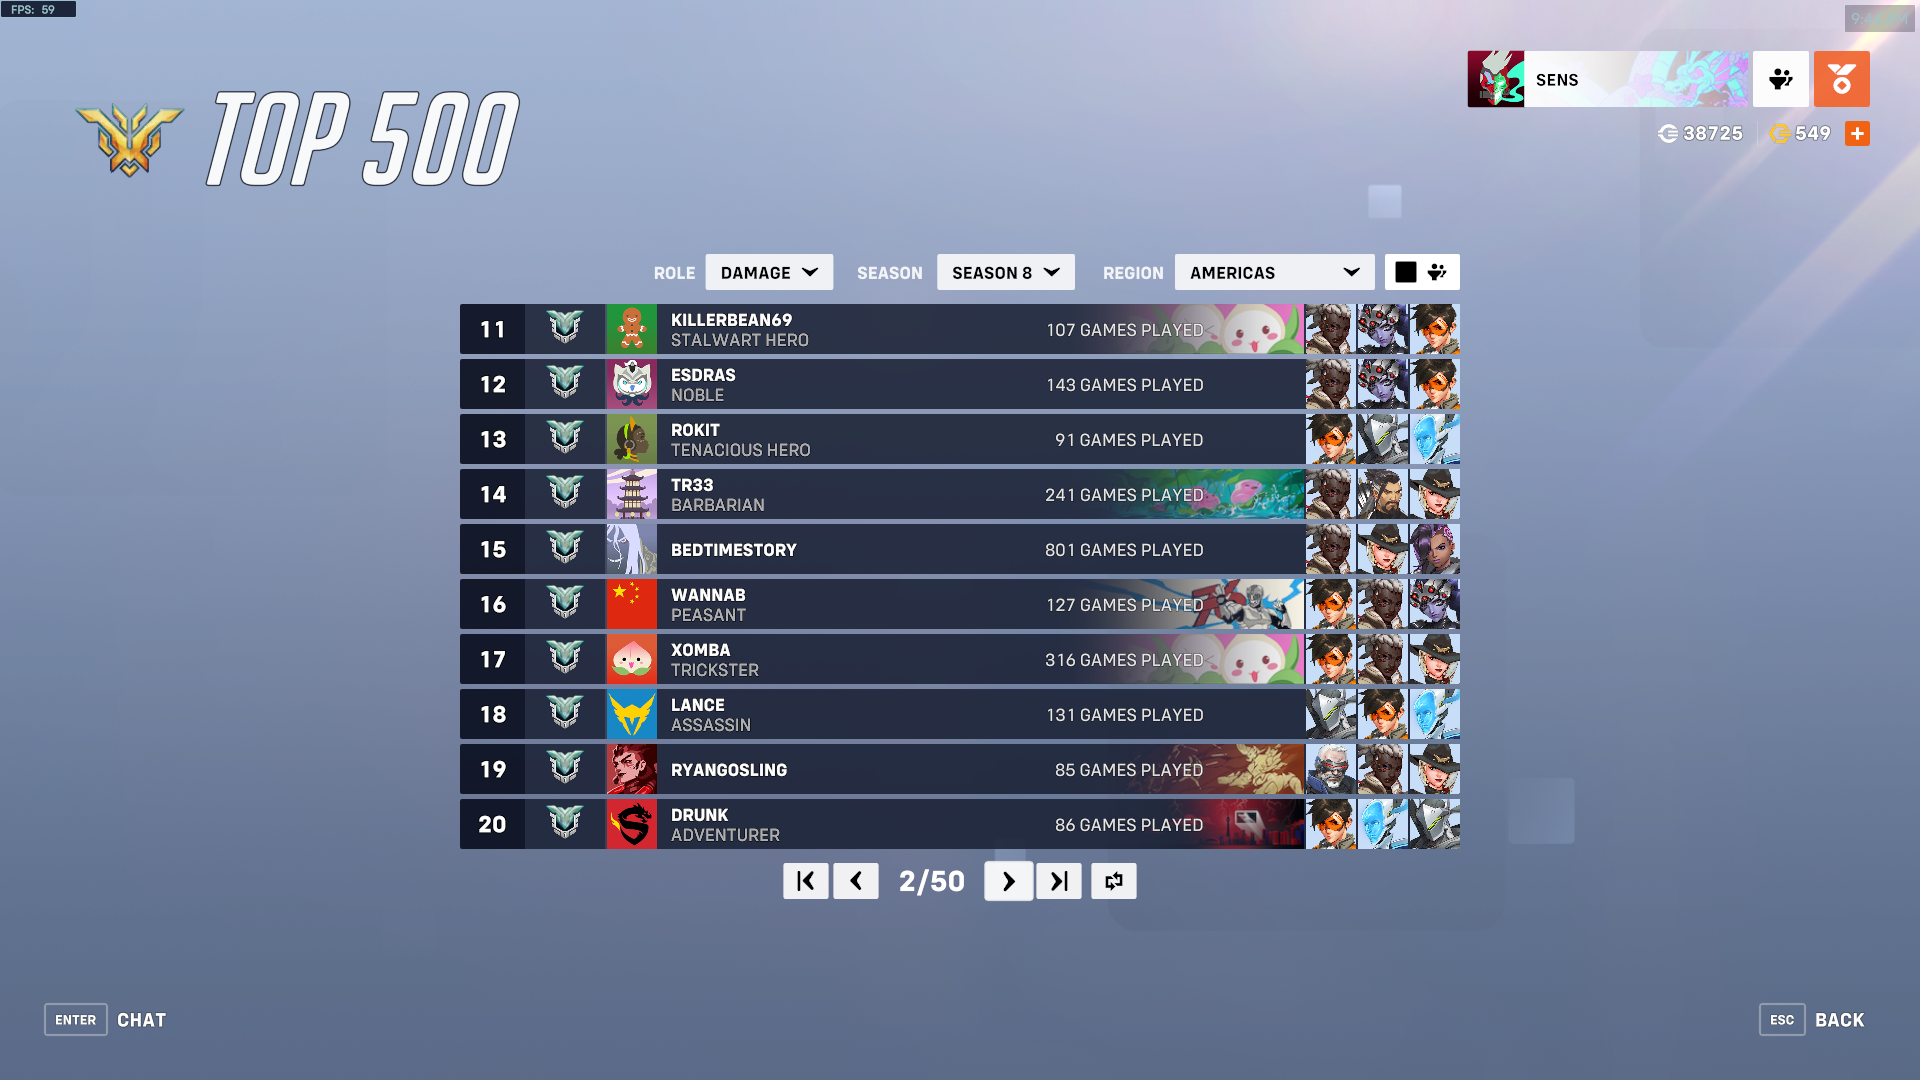 FPS: 59
TOP 500
SENS
38725
549
ROLE DAMAGE SEASON SEASON 8 REGION AMERICAS
11 KILLERBEAN69 107 GAMES PLAYED
STALWART HERO
12 ESDRAS 143 GAMES PLAYED
NOBLE
13 ROKIT 91 GAMES PLAYED
TENACIOUS HERO
14 TR33 241 GAMES PLAYED
BARBARIAN
15 BEDTIMESTORY 801 GAMES PLAYED
16 WANNAB 127 GAMES PLAYED
PEASANT
17 XOMBA 316 GAMES PLAYED
TRICKSTER
18 LANCE 131 GAMES PLAYED
ASSASSIN
19 RYANGOSLING 85 GAMES PLAYED
20 DRUNK 86 GAMES PLAYED
ADVENTURER
2/50
ENTER CHAT
ESC BACK